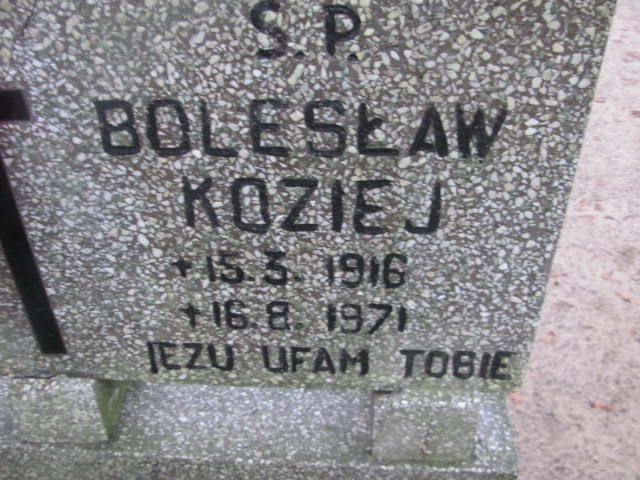 S.P.
BOLESŁAW
KOZIEJ
+ 15.3. 1916
+ 16.8. 1971
JEZU UFAM TOBIE